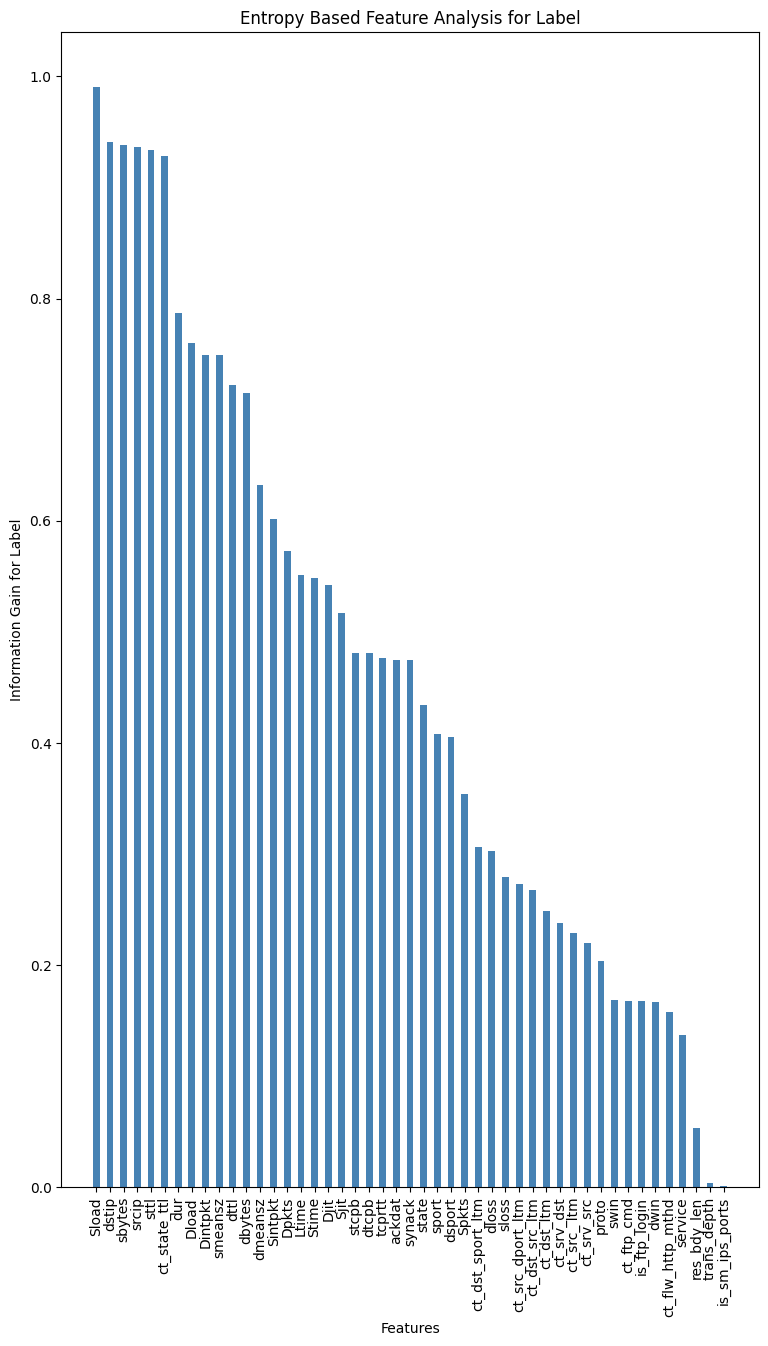 Entropy Based Feature Analysis for Label
Information Gain for Label
1.0
0.8
0.6
0.4
0.2
0.0
Sload
dstip
sbytes
srcip
sttl
ct_state_ttl
dur
Dload
Dintpkt
smeansz
dttl
dbytes
dmeansz
Sintpkt
Dpkts
Ltime
Stime
Djit
Sjit
stcpb
dtcpb
tcprtt
ackdat
synack
state
sport
dsport
Spkts
ct_dst_sport_ltm
dloss
sloss
ct_src_dport_ltm
ct_dst_src_ltm
ct_dst_ltm
ct_srv_dst
ct_src_ltm
ct_srv_src
proto
swin
ct_ftp_cmd
is_ftp_login
dwin
ct_flw_http_mthd
service
res_bdy_len
trans_depth
is_sm_ips_ports
Features